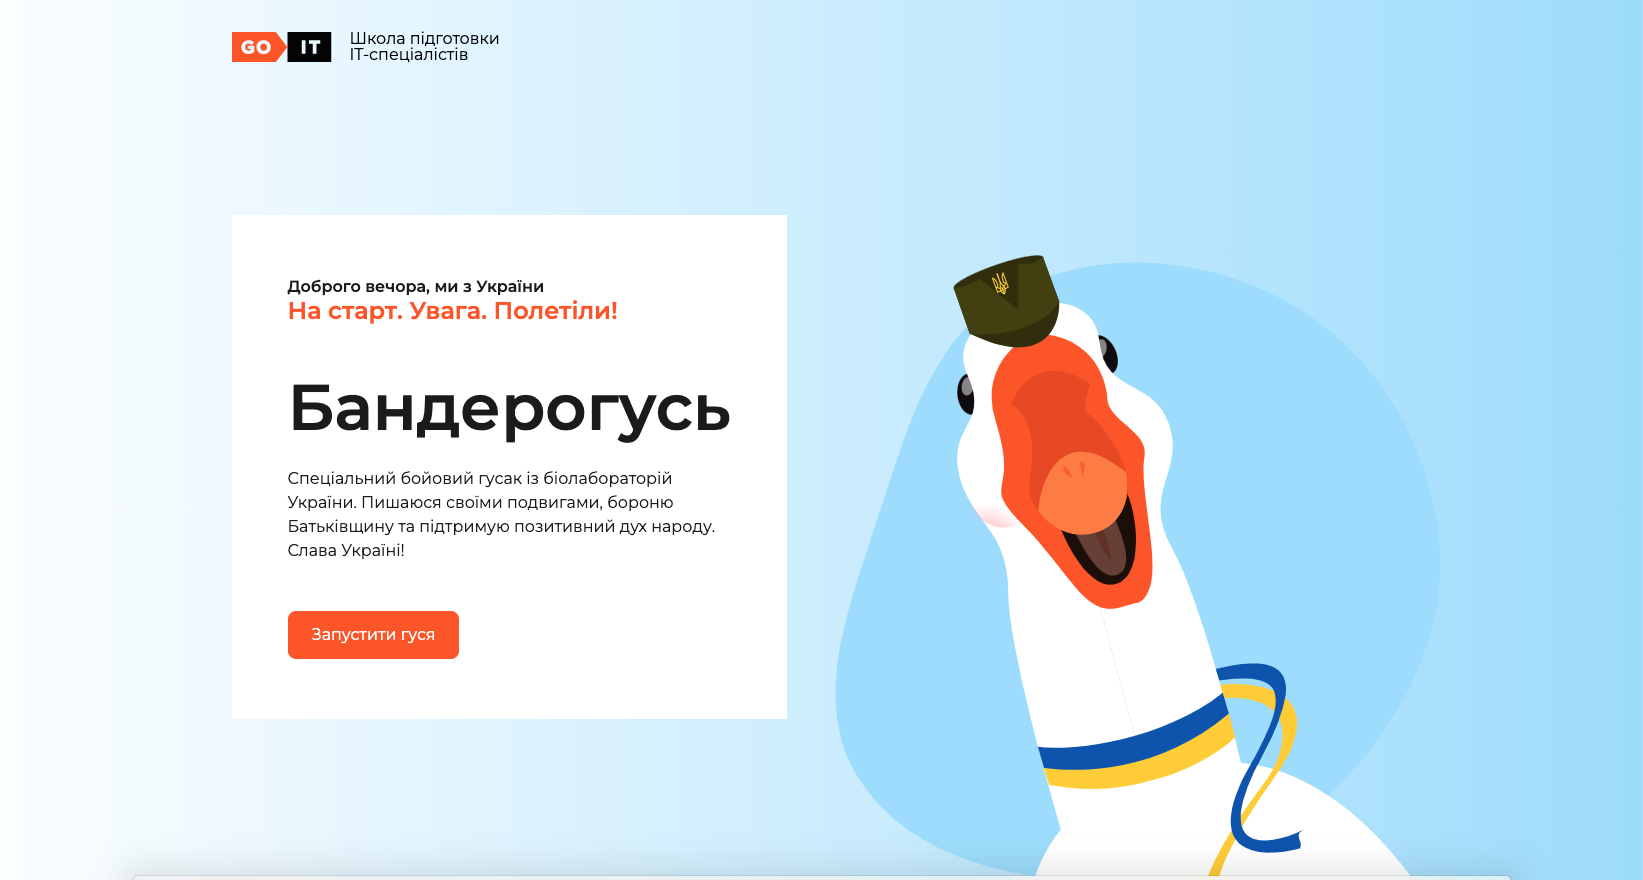 GO IT
Школа підготовки
ІТ-спеціалістів
Доброго вечора, ми з України
На старт. Увага. Полетіли!
Бандерогусь
Спеціальний бойовий гусак із біолабораторій
України. Пишаюся своїми подвигами, бороню
Батьківщину та підтримую позитивний дух народу.
Слава Україні!
Запустити гуся